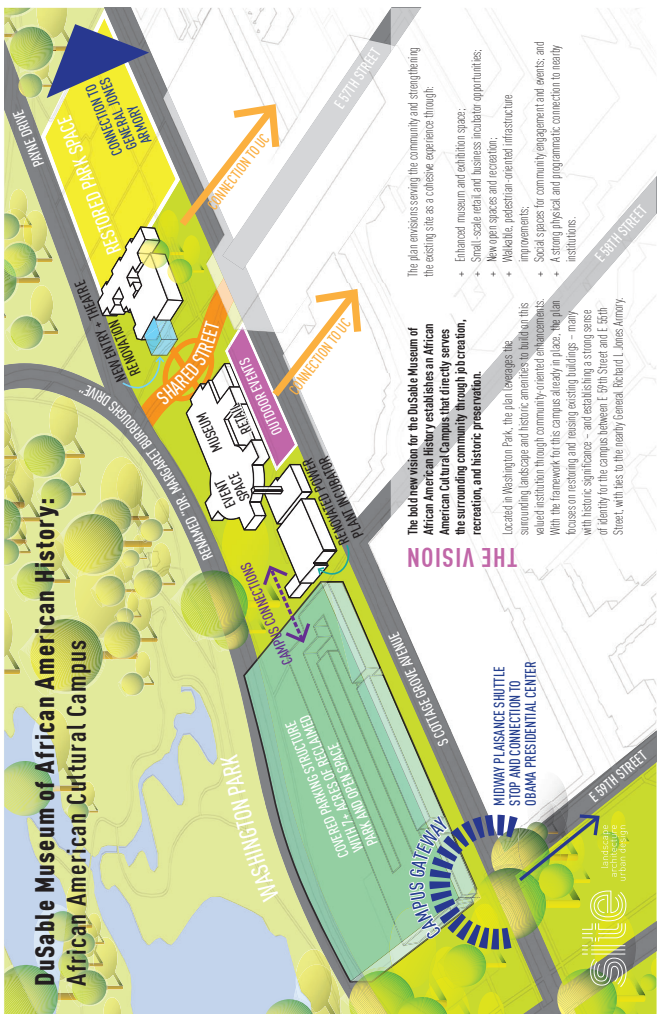 DuSable Museum of African American History:
African American Cultural Campus
WASHINGTON PARK
COVERED PARKING STRUCTURE
WITH 7+ ACRES OF RECLAIMED
PARK AND OPEN SPACE
CAMPUS GATEWAY
CAMPUS CONNECTIONS
RENAMED "DR. MARGARET BURROUGHS DRIVE"
EVENT
SPACE
MUSEUM
RETAIL
RENOVATED POWER
PLANT INCUBATOR
OUTDOOR EVENTS
SHARED STREET
NEW ENTRY + THEATRE
RENOVATION
RESTORED PARK SPACE
PAYNE DRIVE
CONNECTION TO
GENERAL JONES
ARMORY
CONNECTION TO UC
CONNECTION TO UC
S COTTAGE GROVE AVENUE
E 57TH STREET
E 58TH STREET
E 59TH STREET
MIDWAY PLAISANCE SHUTTLE
STOP AND CONNECTION TO
OBAMA PRESIDENTIAL CENTER
THE VISION
The bold new vision for the DuSable Museum of
African American History establishes an African
American Cultural Campus that directly serves
the surrounding community through job creation,
recreation, and historic preservation.
Located in Washington Park, the plan leverages the
surrounding landscape and historic amenities to build on this
valued institution through community-oriented enhancements.
With the framework for this campus already in place, the plan
focuses on restoring and reusing existing buildings – many
with historic significance – and establishing a strong sense
of identity for the campus between E 59th Street and E 55th
Street, with ties to the nearby General Richard L Jones Armory.
The plan envisions serving the community and strengthening
the existing site as a cohesive experience through:
+ Enhanced museum and exhibition space;
+ Small-scale retail and business incubator opportunities;
+ New open spaces and recreation;
+ Walkable, pedestrian-oriented infrastructure
improvements;
+ Social spaces for community engagement and events; and
+ A strong physical and programmatic connection to nearby
institutions.
site
landscape
architecture
urban design